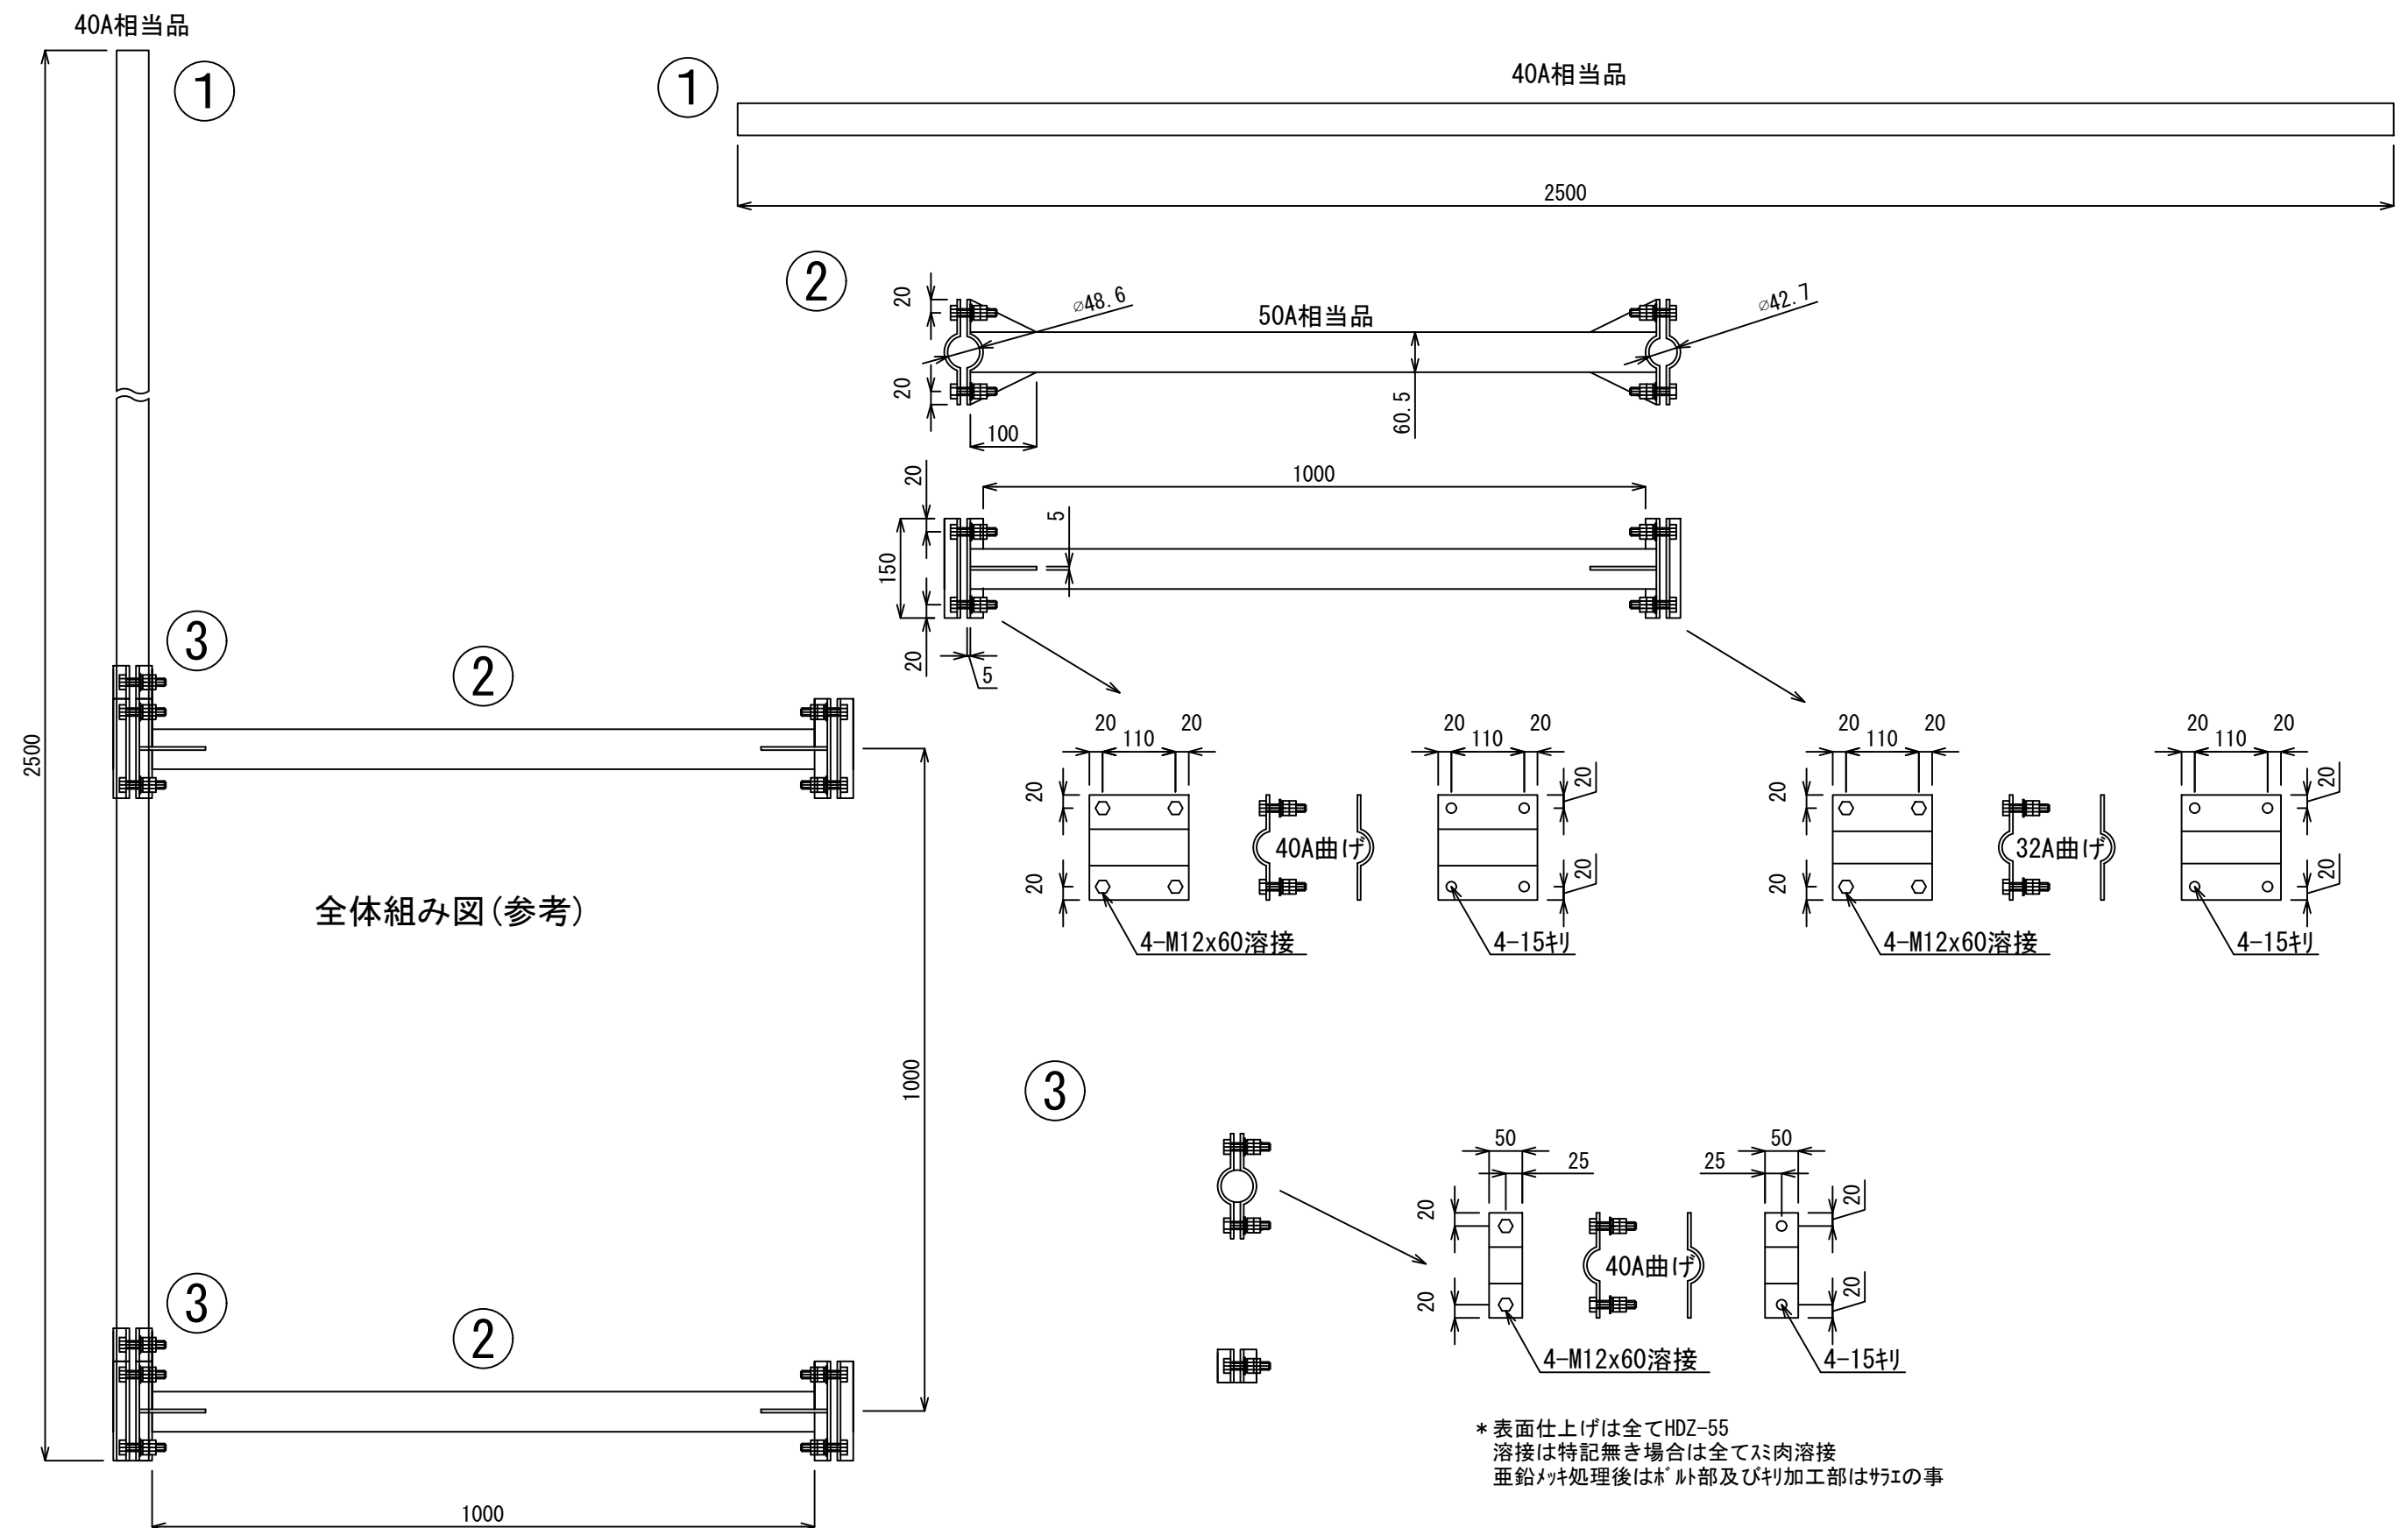 40A相当品
①
2500
③
②
全体組み図(参考)
1000
③
②
1000
①
40A相当品
2500
②
20
20
⌀48.6
50A相当品
⌀42.7
60.5
100
20
150
20
5
5
1000
20 110 20
20
20
40A曲げ
4-M12x60溶接
20 110 20
20
20
4-15ｷﾘ
20 110 20
20
20
32A曲げ
4-M12x60溶接
20 110 20
20
20
4-15ｷﾘ
③
50
25
20
20
40A曲げ
4-M12x60溶接
50
25
20
20
4-15ｷﾘ
*表面仕上げは全てHDZ-55
溶接は特記無き場合は全てｽﾐ肉溶接
亜鉛ﾒｯｷ処理後はﾎﾞﾙﾄ部及びｷﾘ加工部はｻﾗｴの事